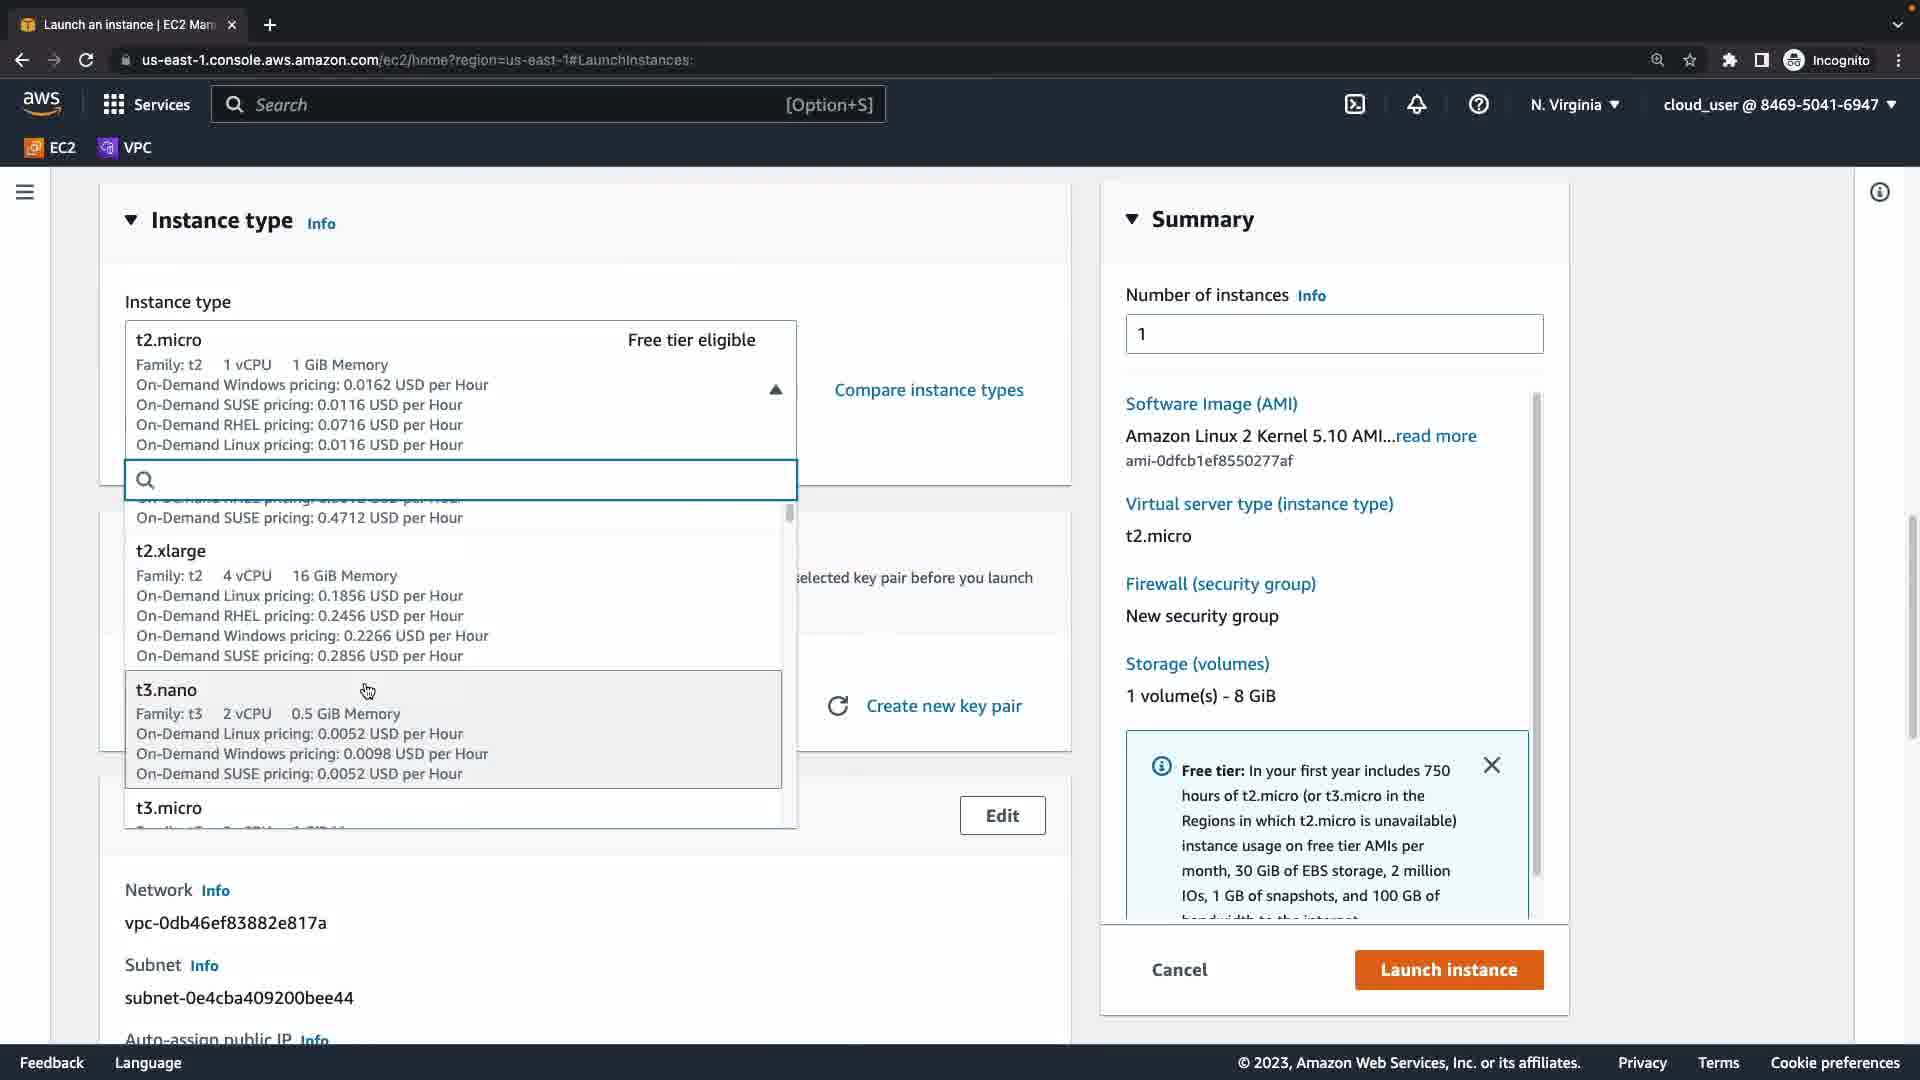 Launch an instance | EC2 Man
us-east-1.console.aws.amazon.com/ec2/home?region=us-east-1#LaunchInstances:
Incognito
aws
Services
Search
[Option+S]
N. Virginia
cloud_user @ 8469-5041-6947
EC2
VPC
Instance type Info
Instance type
t2.micro
Free tier eligible
Family: t2 1 vCPU 1 GiB Memory
On-Demand Windows pricing: 0.0162 USD per Hour
On-Demand SUSE pricing: 0.0116 USD per Hour
On-Demand RHEL pricing: 0.0716 USD per Hour
On-Demand Linux pricing: 0.0116 USD per Hour
Compare instance types
On-Demand SUSE pricing: 0.4712 USD per Hour
t2.xlarge
Family: t2 4 vCPU 16 GiB Memory
On-Demand Linux pricing: 0.1856 USD per Hour
On-Demand RHEL pricing: 0.2456 USD per Hour
On-Demand Windows pricing: 0.2266 USD per Hour
On-Demand SUSE pricing: 0.2856 USD per Hour
selected key pair before you launch
t3.nano
Family: t3 2 vCPU 0.5 GiB Memory
On-Demand Linux pricing: 0.0052 USD per Hour
On-Demand Windows pricing: 0.0098 USD per Hour
On-Demand SUSE pricing: 0.0052 USD per Hour
Create new key pair
t3.micro
Edit
Network Info
vpc-0db46ef83882e817a
Subnet Info
subnet-0e4cba409200bee44
Auto-assign public IP Info
Summary
Number of instances Info
1
Software Image (AMI)
Amazon Linux 2 Kernel 5.10 AMI...read more
ami-0dfcb1ef8550277af
Virtual server type (instance type)
t2.micro
Firewall (security group)
New security group
Storage (volumes)
1 volume(s) - 8 GiB
Free tier: In your first year includes 750
hours of t2.micro (or t3.micro in the
Regions in which t2.micro is unavailable)
instance usage on free tier AMIs per
month, 30 GiB of EBS storage, 2 million
IOs, 1 GB of snapshots, and 100 GB of
bandwidth to the internet.
Cancel
Launch instance
Feedback
Language
© 2023, Amazon Web Services, Inc. or its affiliates.
Privacy
Terms
Cookie preferences